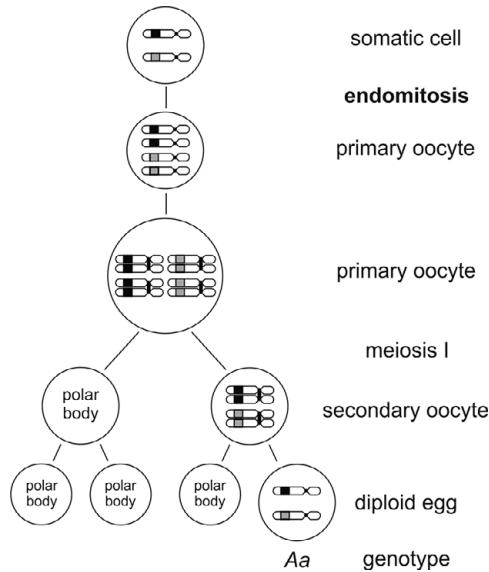 somatic cell
endomitosis
primary oocyte
primary oocyte
meiosis I
polar
body
secondary oocyte
polar
body
polar
body
polar
body
diploid egg
Aa
genotype